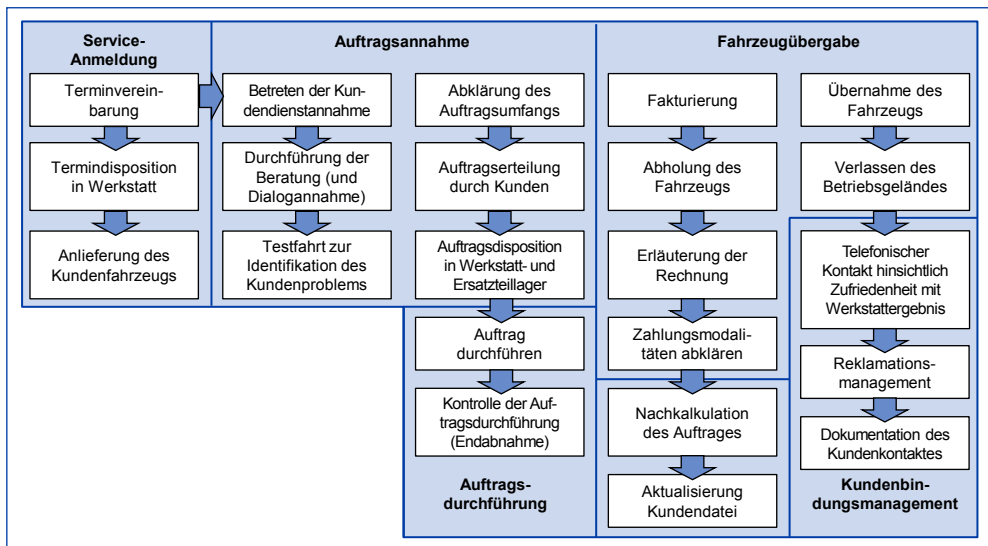 Service-
Anmeldung
Terminverein-
barung
Termindisposition
in Werkstatt
Anlieferung des
Kundenfahrzeugs
Auftragsannahme
Betreten der Kun-
dendienstannahme
Durchführung der
Beratung (und
Dialogannahme)
Testfahrt zur
Identifikation des
Kundenproblems
Abklärung des
Auftragsumfangs
Auftragserteilung
durch Kunden
Auftragsdisposition
in Werkstatt- und
Ersatzteillager
Auftrag
durchführen
Kontrolle der Auf-
tragsdurchführung
(Endabnahme)
Auftrags-
durchführung
Fahrzeugübergabe
Fakturierung
Abholung des
Fahrzeugs
Erläuterung der
Rechnung
Zahlungsmodali-
täten abklären
Nachkalkulation
des Auftrages
Aktualisierung
Kundendatei
Übernahme des
Fahrzeugs
Verlassen des
Betriebsgeländes
Telefonischer
Kontakt hinsichtlich
Zufriedenheit mit
Werkstattergebnis
Reklamations-
management
Dokumentation des
Kundenkontaktes
Kundenbin-
dungsmanagement